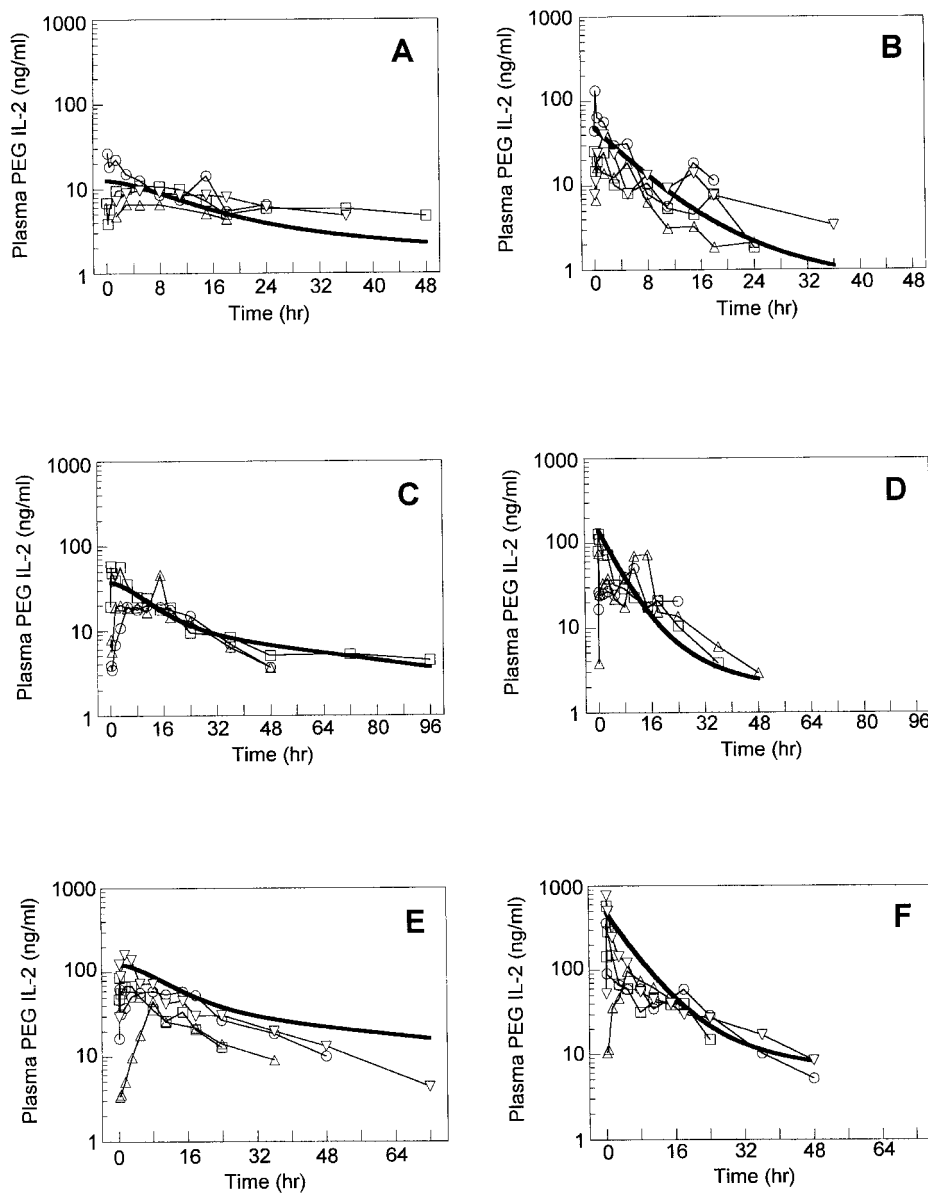 1000
100
10
1
Plasma PEG IL-2 (ng/ml)
A
0 8 16 24 32 40 48
Time (hr)
1000
100
10
1
Plasma PEG IL-2 (ng/ml)
B
0 8 16 24 32 40 48
Time (hr)
1000
100
10
1
Plasma PEG IL-2 (ng/ml)
C
0 16 32 48 64 80 96
Time (hr)
1000
100
10
1
Plasma PEG IL-2 (ng/ml)
D
0 16 32 48 64 80 96
Time (hr)
1000
100
10
1
Plasma PEG IL-2 (ng/ml)
E
0 16 32 48 64
Time (hr)
1000
100
10
1
Plasma PEG IL-2 (ng/ml)
F
0 16 32 48 64
Time (hr)